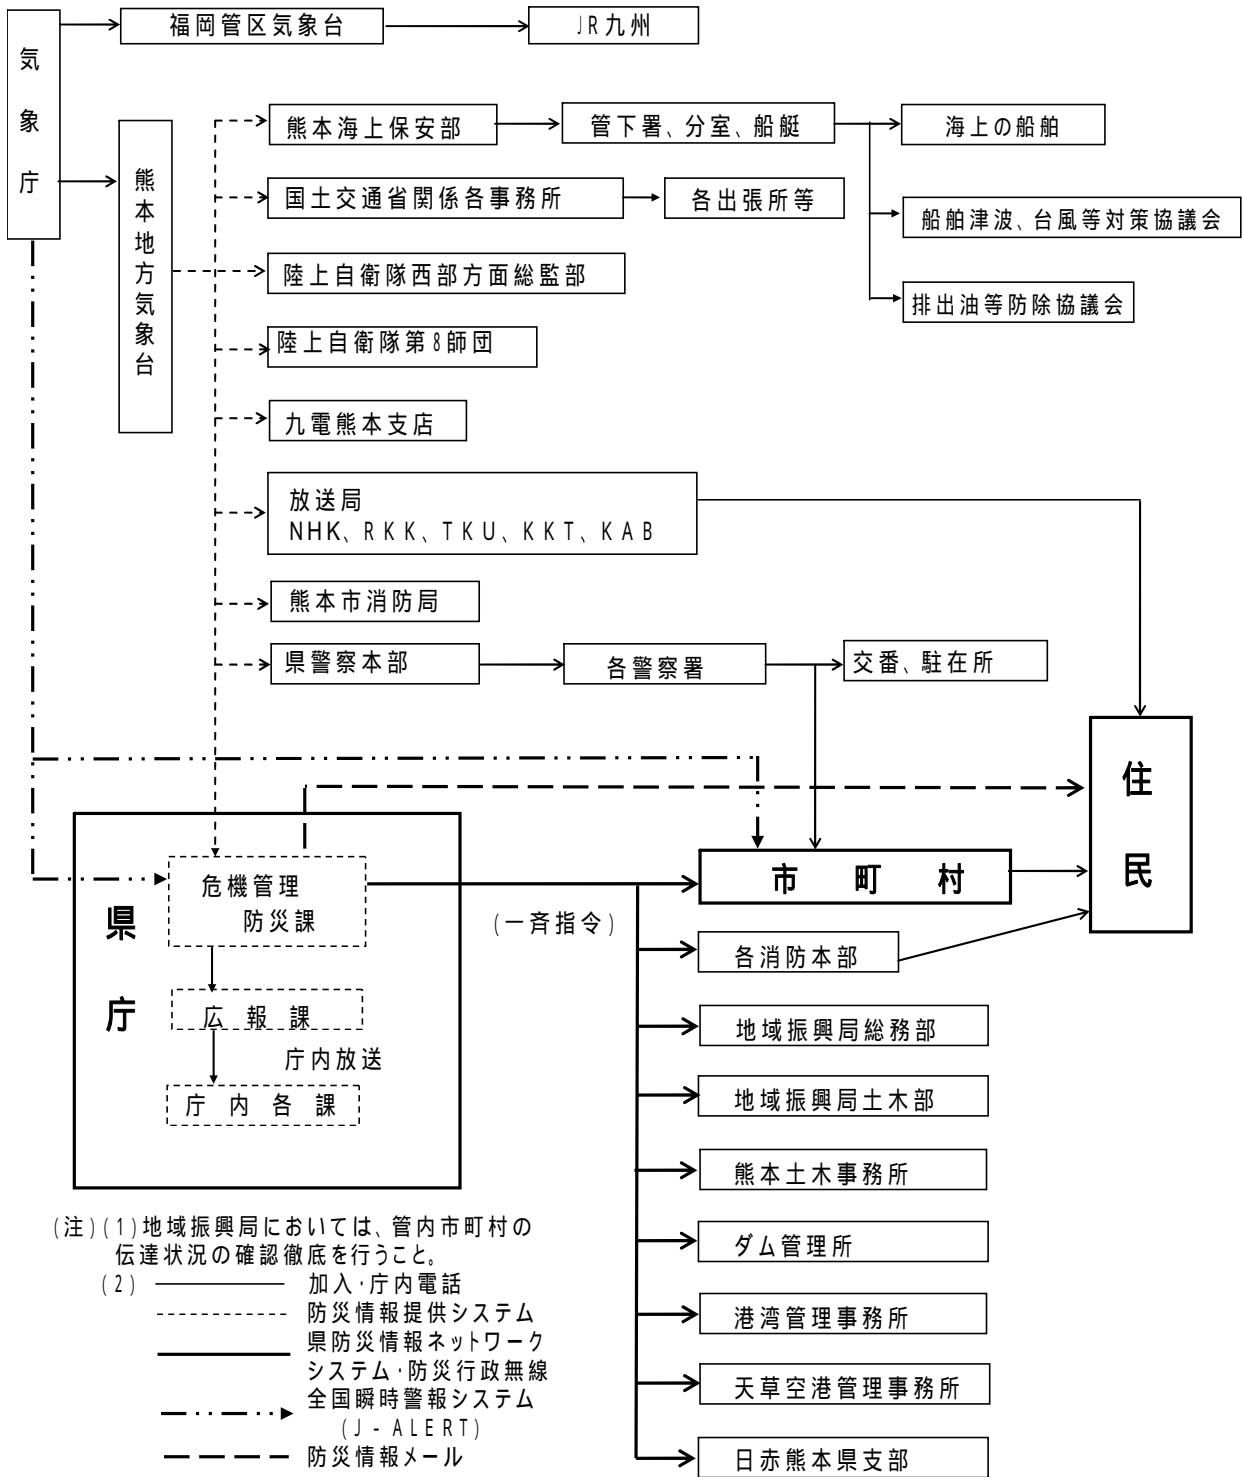 気象庁
福岡管区気象台
JR九州
熊本地方気象台
熊本海上保安部
管下署、分室、船艇
海上の船舶
国土交通省関係各事務所
各出張所等
船舶津波、台風等対策協議会
陸上自衛隊西部方面総監部
排出油等防除協議会
陸上自衛隊第8師団
九電熊本支店
放送局
NHK、RKK、TKU、KKT、KAB
熊本市消防局
県警察本部
各警察署
交番、駐在所
住民
県庁
危機管理
防災課
広報課
庁内放送
庁内各課
(一斉指令)
市町村
各消防本部
地域振興局総務部
地域振興局土木部
熊本土木事務所
ダム管理所
港湾管理事務所
天草空港管理事務所
日赤熊本県支部
(注)(1)地域振興局においては、管内市町村の
伝達状況の確認徹底を行うこと。
(2) 加入・庁内電話
防災情報提供システム
県防災情報ネットワーク
システム・防災行政無線
全国瞬時警報システム
(J-ALERT)
防災情報メール